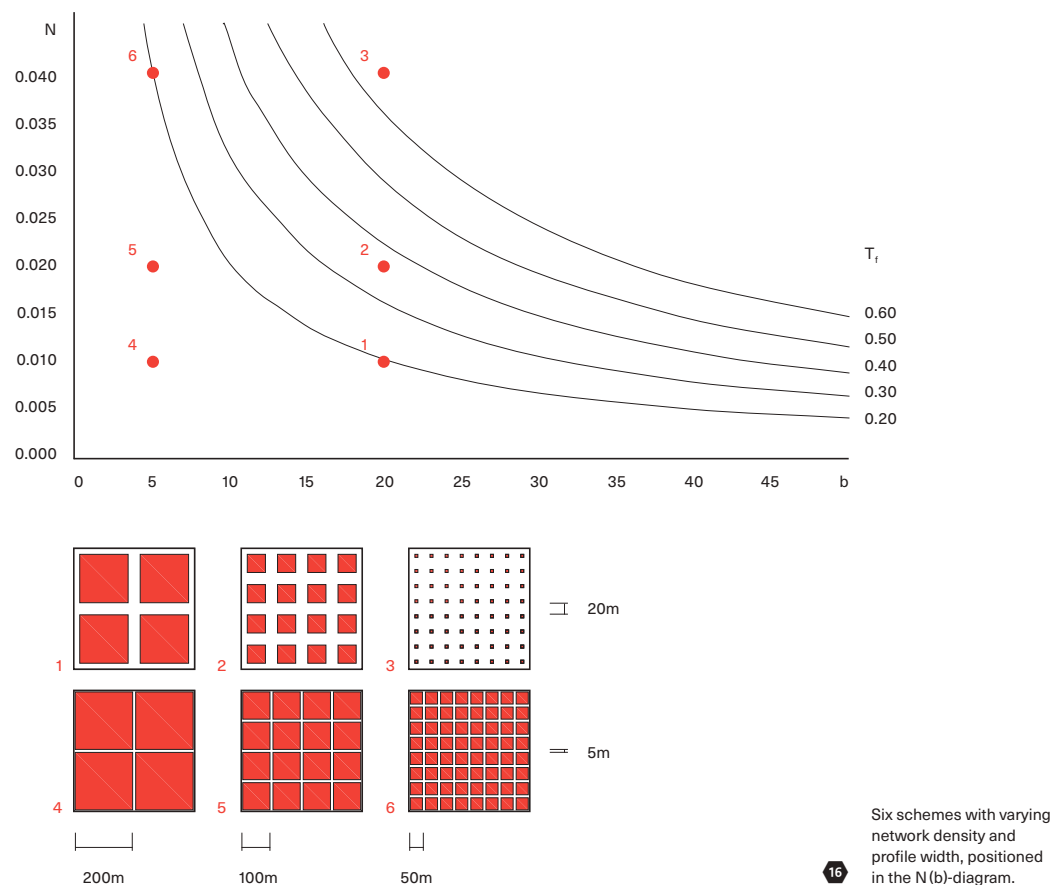 N
6
3
0.040
0.035
0.030
0.025
5
2
0.020
T_f
0.015
0.60
4
1
0.50
0.010
0.40
0.30
0.005
0.20
0.000
0 5 10 15 20 25 30 35 40 45 b
20m
1 2 3
5m
4 5 6
200m 100m 50m
16
Six schemes with varying
network density and
profile width, positioned
in the N(b)-diagram.